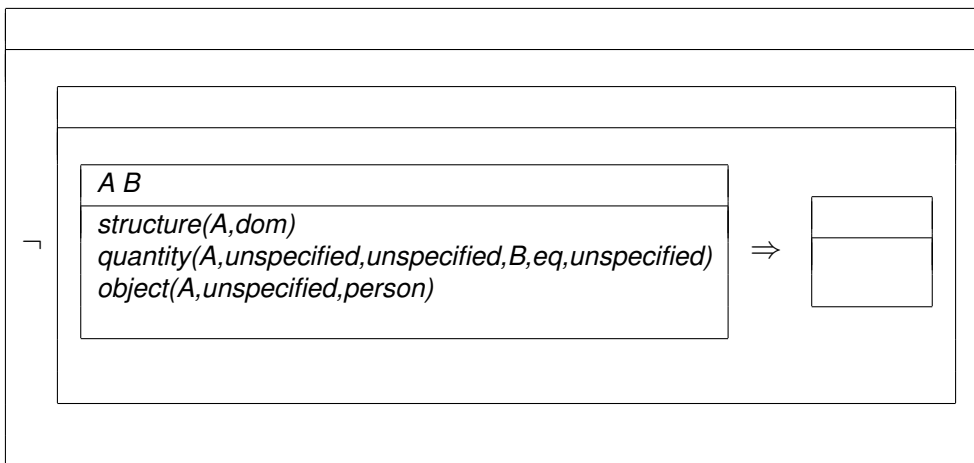 A B
structure(A,dom)
¬ quantity(A,unspecified,unspecified,B,eq,unspecified) ⇒
object(A,unspecified,person)